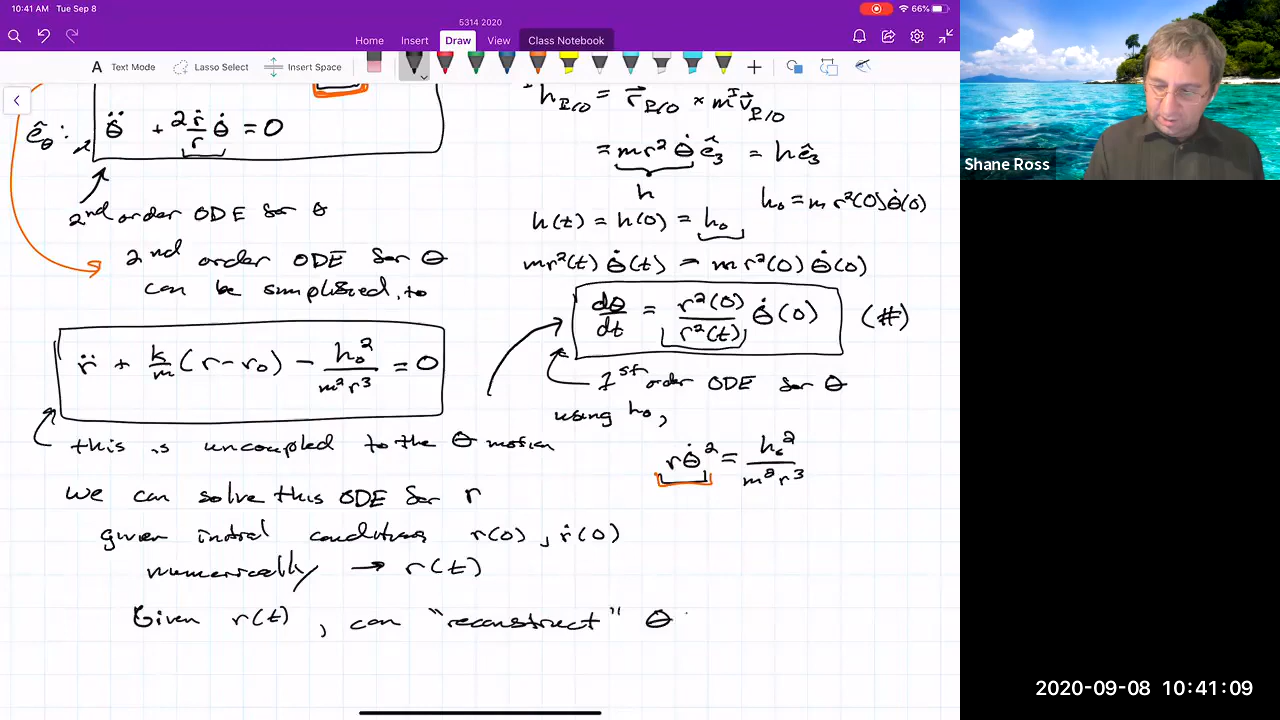 10:41 AM Tue Sep 8
66%
5314 2020
Home Insert Draw View Class Notebook
Text Mode Lasso Select Insert Space
ê_θ: θ̈ + 2ṙ/r θ̇ = 0
2nd order ODE for θ
2nd order ODE for θ
can be simplified to
r̈ + k/m (r - r₀) - h₀²/m²r³ = 0
this is uncoupled to the θ motion
we can solve this ODE for r
given initial conditions r(0), ṙ(0)
numerically → r(t)
Given r(t), can "reconstruct" θ
ᴵh_P/O = r⃗_P/O × m ᴵv⃗_P/O
= mr² θ̇ ê₃ = hê₃
h
h₀ = m r²(0) θ̇(0)
h(t) = h(0) = h₀
mr²(t) θ̇(t) = m r²(0) θ̇(0)
dθ/dt = r²(0)/r²(t) θ̇(0) (#)
1st order ODE for θ
using h₀,
rθ̇² = h₀²/m²r³
Shane Ross
2020-09-08 10:41:09